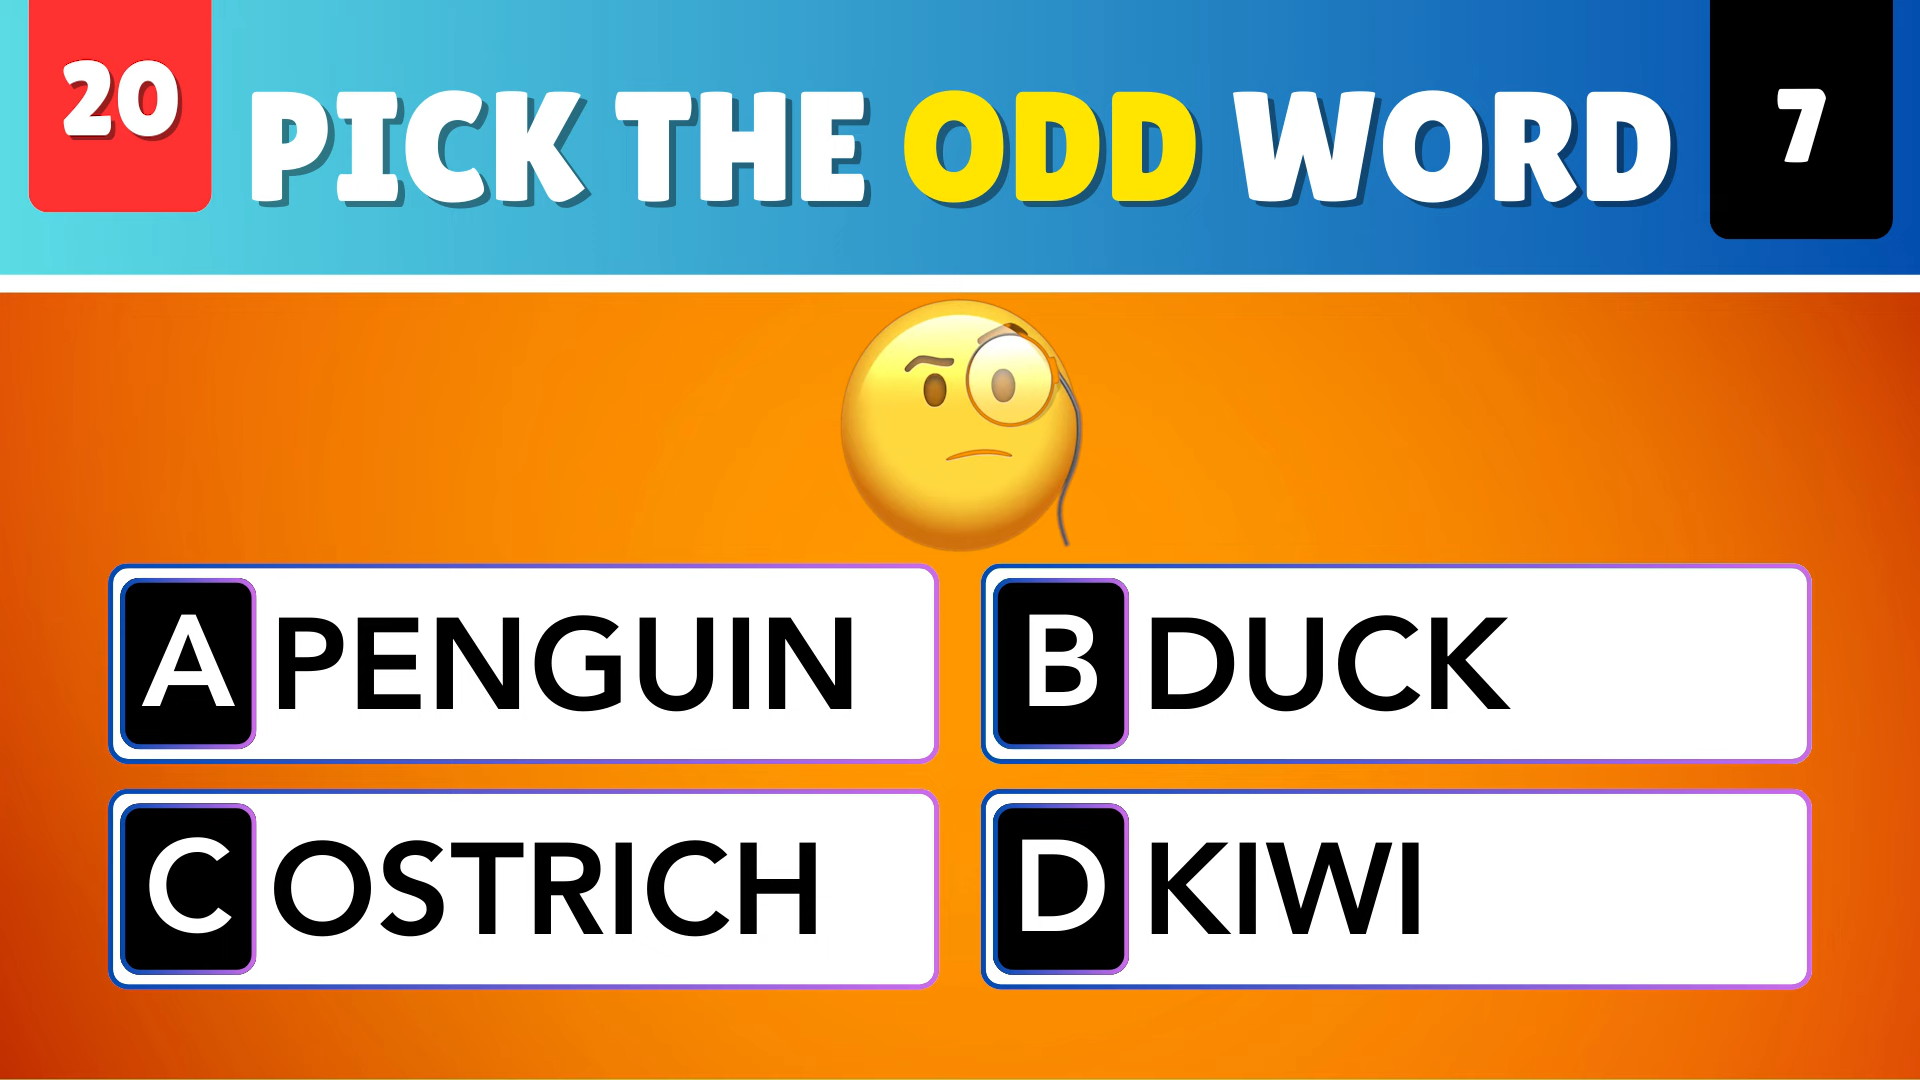 20
PICK THE ODD WORD
7
A PENGUIN
B DUCK
C OSTRICH
D KIWI